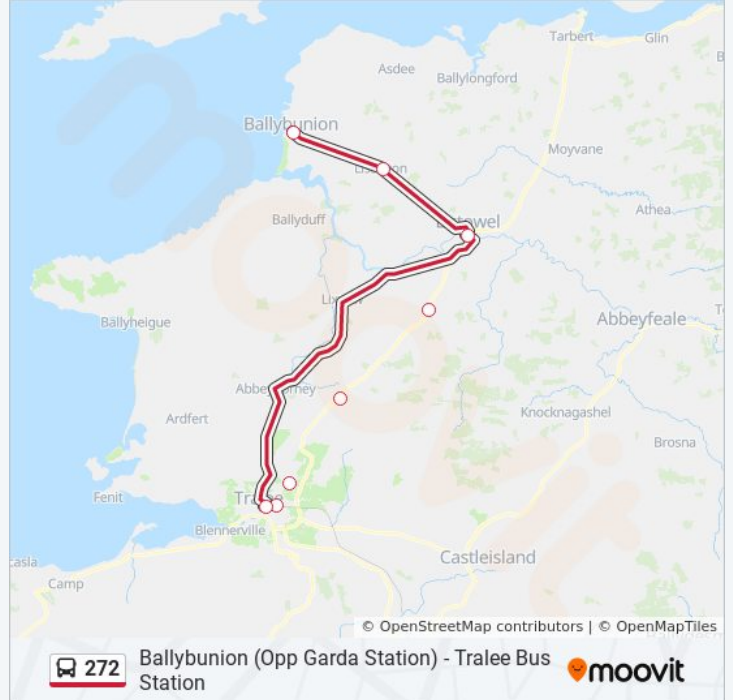 Tarbert
Glin
Asdee
Ballylongford
Ballybunion
Moyvane
Athea
Ballyduff
Abbeyfeale
Ballyheigue
Knocknagashel
Ardfert
Brosna
Fenit
Blennerville
Castleisland
Camp
© OpenStreetMap contributors | © OpenMapTiles
272
Ballybunion (Opp Garda Station) - Tralee Bus
Station
moovit